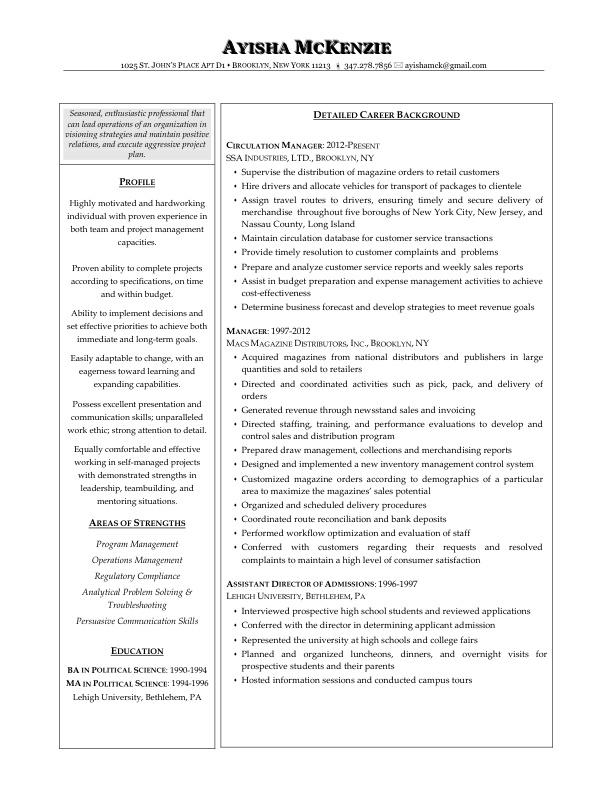 AYISHA MCKENZIE
1025 ST. JOHN'S PLACE APT D1 • BROOKLYN, NEW YORK 11213 347.278.7856 ayishamck@gmail.com
Seasoned, enthusiastic professional that
can lead operations of an organization in
visioning strategies and maintain positive
relations, and execute aggressive project
plan.
PROFILE
Highly motivated and hardworking
individual with proven experience in
both team and project management
capacities.
Proven ability to complete projects
according to specifications, on time
and within budget.
Ability to implement decisions and
set effective priorities to achieve both
immediate and long-term goals.
Easily adaptable to change, with an
eagerness toward learning and
expanding capabilities.
Possess excellent presentation and
communication skills; unparalleled
work ethic; strong attention to detail.
Equally comfortable and effective
working in self-managed projects
with demonstrated strengths in
leadership, teambuilding, and
mentoring situations.
AREAS OF STRENGTHS
Program Management
Operations Management
Regulatory Compliance
Analytical Problem Solving &
Troubleshooting
Persuasive Communication Skills
EDUCATION
BA IN POLITICAL SCIENCE: 1990-1994
MA IN POLITICAL SCIENCE: 1994-1996
Lehigh University, Bethlehem, PA
DETAILED CAREER BACKGROUND
CIRCULATION MANAGER: 2012-PRESENT
SSA INDUSTRIES, LTD., BROOKLYN, NY
• Supervise the distribution of magazine orders to retail customers
• Hire drivers and allocate vehicles for transport of packages to clientele
• Assign travel routes to drivers, ensuring timely and secure delivery of
merchandise throughout five boroughs of New York City, New Jersey, and
Nassau County, Long Island
• Maintain circulation database for customer service transactions
• Provide timely resolution to customer complaints and problems
• Prepare and analyze customer service reports and weekly sales reports
• Assist in budget preparation and expense management activities to achieve
cost-effectiveness
• Determine business forecast and develop strategies to meet revenue goals
MANAGER: 1997-2012
MACS MAGAZINE DISTRIBUTORS, INC., BROOKLYN, NY
• Acquired magazines from national distributors and publishers in large
quantities and sold to retailers
• Directed and coordinated activities such as pick, pack, and delivery of
orders
• Generated revenue through newsstand sales and invoicing
• Directed staffing, training, and performance evaluations to develop and
control sales and distribution program
• Prepared draw management, collections and merchandising reports
• Designed and implemented a new inventory management control system
• Customized magazine orders according to demographics of a particular
area to maximize the magazines' sales potential
• Organized and scheduled delivery procedures
• Coordinated route reconciliation and bank deposits
• Performed workflow optimization and evaluation of staff
• Conferred with customers regarding their requests and resolved
complaints to maintain a high level of consumer satisfaction
ASSISTANT DIRECTOR OF ADMISSIONS: 1996-1997
LEHIGH UNIVERSITY, BETHLEHEM, PA
• Interviewed prospective high school students and reviewed applications
• Conferred with the director in determining applicant admission
• Represented the university at high schools and college fairs
• Planned and organized luncheons, dinners, and overnight visits for
prospective students and their parents
• Hosted information sessions and conducted campus tours